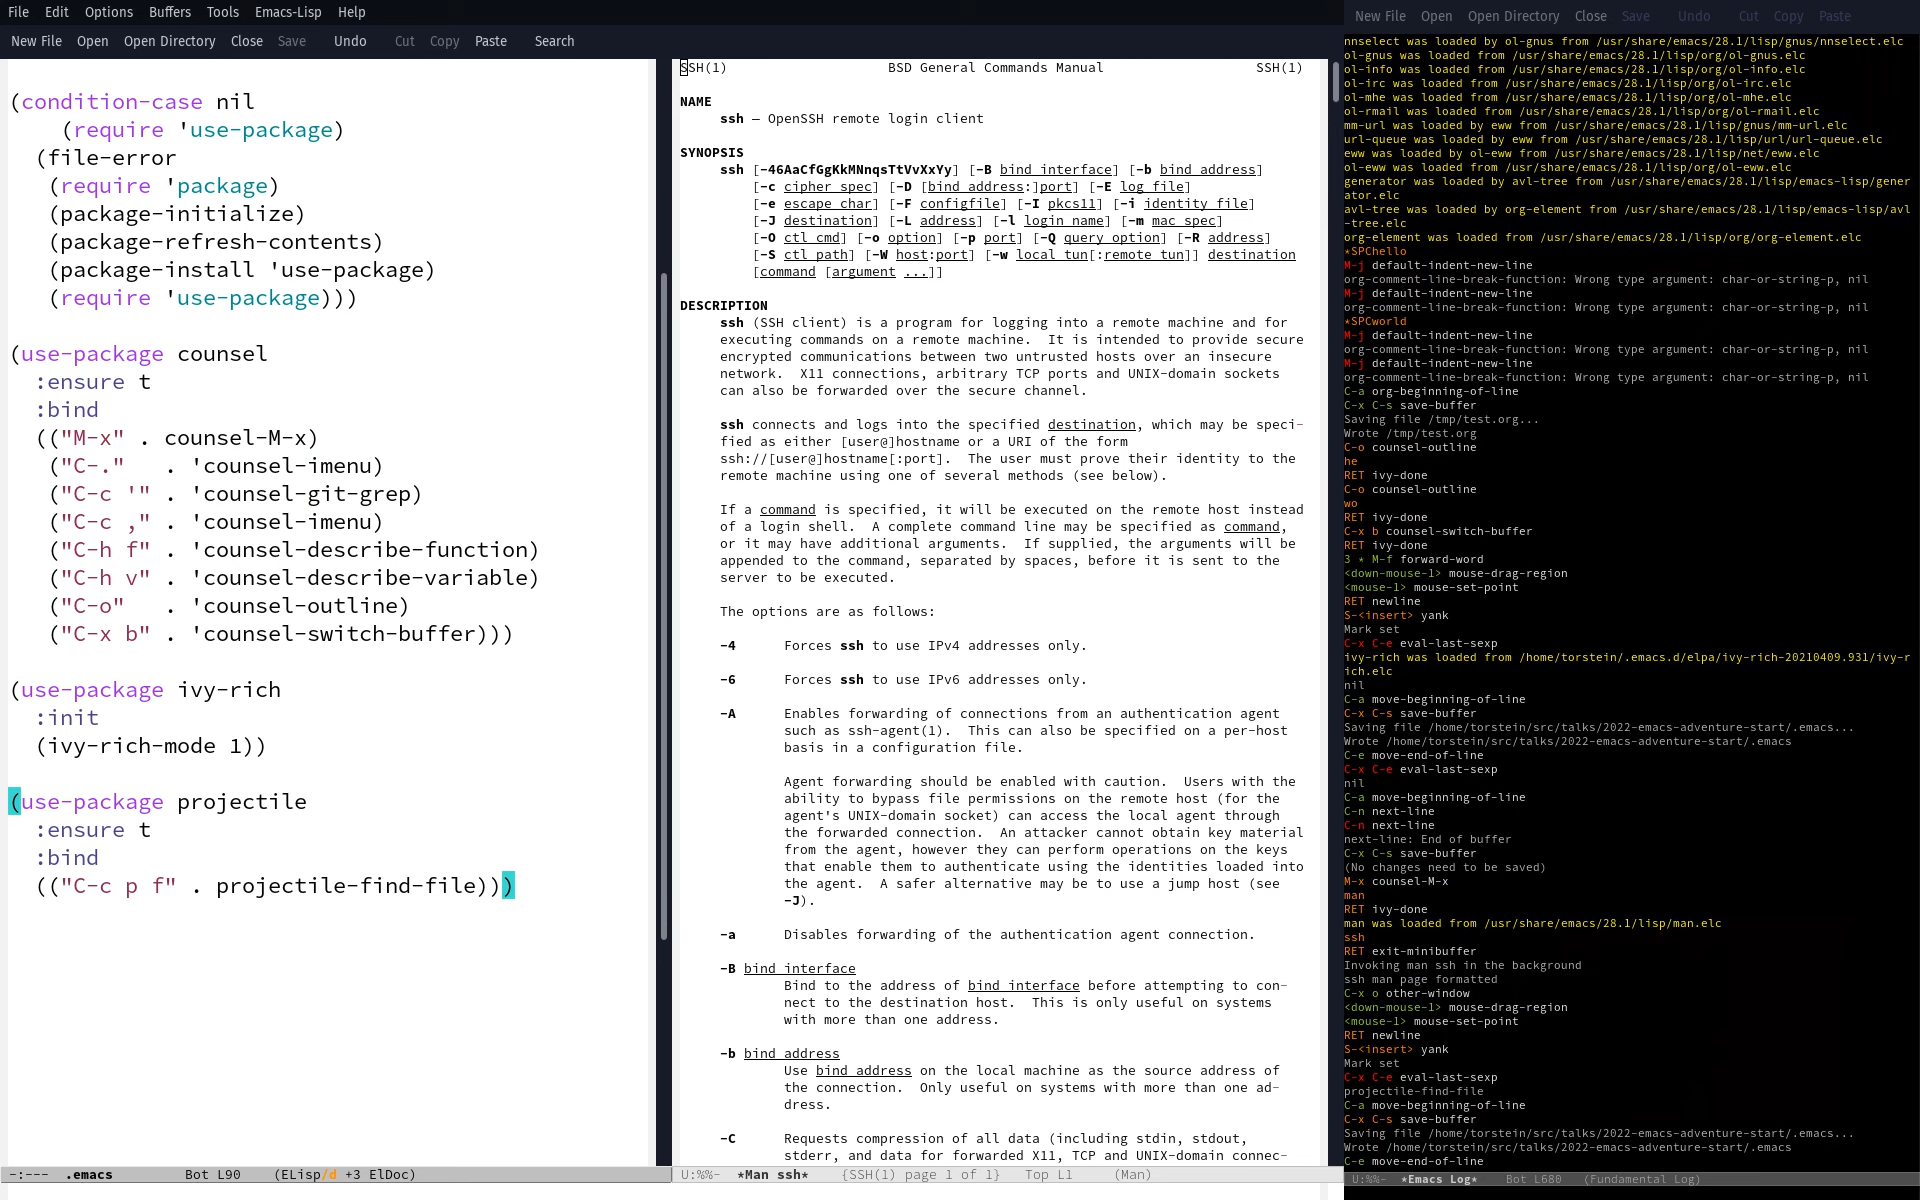 File Edit Options Buffers Tools Emacs-Lisp Help
New File Open Open Directory Close Save Undo Cut Copy Paste Search
(condition-case nil
    (require 'use-package)
  (file-error
   (require 'package)
   (package-initialize)
   (package-refresh-contents)
   (package-install 'use-package)
   (require 'use-package)))
(use-package counsel
  :ensure t
  :bind
  (("M-x" . counsel-M-x)
   ("C-."   . 'counsel-imenu)
   ("C-c '" . 'counsel-git-grep)
   ("C-c ," . 'counsel-imenu)
   ("C-h f" . 'counsel-describe-function)
   ("C-h v" . 'counsel-describe-variable)
   ("C-o"   . 'counsel-outline)
   ("C-x b" . 'counsel-switch-buffer)))
(use-package ivy-rich
  :init
  (ivy-rich-mode 1))
(use-package projectile
  :ensure t
  :bind
  (("C-c p f" . projectile-find-file)))
-:---  .emacs         Bot L90    (ELisp/d +3 ElDoc)
SSH(1)                    BSD General Commands Manual                   SSH(1)
NAME
     ssh — OpenSSH remote login client
SYNOPSIS
     ssh [-46AaCfGgKkMNnqsTtVvXxYy] [-B bind_interface] [-b bind_address]
         [-c cipher_spec] [-D [bind_address:]port] [-E log_file]
         [-e escape_char] [-F configfile] [-I pkcs11] [-i identity_file]
         [-J destination] [-L address] [-l login_name] [-m mac_spec]
         [-O ctl_cmd] [-o option] [-p port] [-Q query_option] [-R address]
         [-S ctl_path] [-W host:port] [-w local_tun[:remote_tun]] destination
         [command [argument ...]]
DESCRIPTION
     ssh (SSH client) is a program for logging into a remote machine and for
     executing commands on a remote machine.  It is intended to provide secure
     encrypted communications between two untrusted hosts over an insecure
     network.  X11 connections, arbitrary TCP ports and UNIX-domain sockets
     can also be forwarded over the secure channel.
     ssh connects and logs into the specified destination, which may be speci-
     fied as either [user@]hostname or a URI of the form
     ssh://[user@]hostname[:port].  The user must prove their identity to the
     remote machine using one of several methods (see below).
     If a command is specified, it will be executed on the remote host instead
     of a login shell.  A complete command line may be specified as command,
     or it may have additional arguments.  If supplied, the arguments will be
     appended to the command, separated by spaces, before it is sent to the
     server to be executed.
     The options are as follows:
     -4      Forces ssh to use IPv4 addresses only.
     -6      Forces ssh to use IPv6 addresses only.
     -A      Enables forwarding of connections from an authentication agent
             such as ssh-agent(1).  This can also be specified on a per-host
             basis in a configuration file.
             Agent forwarding should be enabled with caution.  Users with the
             ability to bypass file permissions on the remote host (for the
             agent's UNIX-domain socket) can access the local agent through
             the forwarded connection.  An attacker cannot obtain key material
             from the agent, however they can perform operations on the keys
             that enable them to authenticate using the identities loaded into
             the agent.  A safer alternative may be to use a jump host (see
             -J).
     -a      Disables forwarding of the authentication agent connection.
     -B bind_interface
             Bind to the address of bind_interface before attempting to con-
             nect to the destination host.  This is only useful on systems
             with more than one address.
     -b bind_address
             Use bind_address on the local machine as the source address of
             the connection.  Only useful on systems with more than one ad-
             dress.
     -C      Requests compression of all data (including stdin, stdout,
             stderr, and data for forwarded X11, TCP and UNIX-domain connec-
U:%%-  *Man ssh*    {SSH(1) page 1 of 1}   Top L1     (Man)
New File Open Open Directory Close Save Undo Cut Copy Paste
nnselect was loaded by ol-gnus from /usr/share/emacs/28.1/lisp/gnus/nnselect.elc
ol-gnus was loaded from /usr/share/emacs/28.1/lisp/org/ol-gnus.elc
ol-info was loaded from /usr/share/emacs/28.1/lisp/org/ol-info.elc
ol-irc was loaded from /usr/share/emacs/28.1/lisp/org/ol-irc.elc
ol-mhe was loaded from /usr/share/emacs/28.1/lisp/org/ol-mhe.elc
ol-rmail was loaded from /usr/share/emacs/28.1/lisp/org/ol-rmail.elc
mm-url was loaded by eww from /usr/share/emacs/28.1/lisp/gnus/mm-url.elc
url-queue was loaded by eww from /usr/share/emacs/28.1/lisp/url/url-queue.elc
eww was loaded by ol-eww from /usr/share/emacs/28.1/lisp/net/eww.elc
ol-eww was loaded from /usr/share/emacs/28.1/lisp/org/ol-eww.elc
generator was loaded by avl-tree from /usr/share/emacs/28.1/lisp/emacs-lisp/gener
ator.elc
avl-tree was loaded by org-element from /usr/share/emacs/28.1/lisp/emacs-lisp/avl
-tree.elc
org-element was loaded from /usr/share/emacs/28.1/lisp/org/org-element.elc
*SPChello
M-j default-indent-new-line
org-comment-line-break-function: Wrong type argument: char-or-string-p, nil
M-j default-indent-new-line
org-comment-line-break-function: Wrong type argument: char-or-string-p, nil
*SPCworld
M-j default-indent-new-line
org-comment-line-break-function: Wrong type argument: char-or-string-p, nil
M-j default-indent-new-line
org-comment-line-break-function: Wrong type argument: char-or-string-p, nil
C-a org-beginning-of-line
C-x C-s save-buffer
Saving file /tmp/test.org...
Wrote /tmp/test.org
C-o counsel-outline
he
RET ivy-done
C-o counsel-outline
wo
RET ivy-done
C-x b counsel-switch-buffer
RET ivy-done
3 * M-f forward-word
<down-mouse-1> mouse-drag-region
<mouse-1> mouse-set-point
RET newline
S-<insert> yank
Mark set
C-x C-e eval-last-sexp
ivy-rich was loaded from /home/torstein/.emacs.d/elpa/ivy-rich-20210409.931/ivy-r
ich.elc
nil
C-a move-beginning-of-line
C-x C-s save-buffer
Saving file /home/torstein/src/talks/2022-emacs-adventure-start/.emacs...
Wrote /home/torstein/src/talks/2022-emacs-adventure-start/.emacs
C-e move-end-of-line
C-x C-e eval-last-sexp
nil
C-a move-beginning-of-line
C-n next-line
C-n next-line
next-line: End of buffer
C-x C-s save-buffer
(No changes need to be saved)
M-x counsel-M-x
man
RET ivy-done
man was loaded from /usr/share/emacs/28.1/lisp/man.elc
ssh
RET exit-minibuffer
Invoking man ssh in the background
ssh man page formatted
C-x o other-window
<down-mouse-1> mouse-drag-region
<mouse-1> mouse-set-point
RET newline
S-<insert> yank
Mark set
C-x C-e eval-last-sexp
projectile-find-file
C-a move-beginning-of-line
C-x C-s save-buffer
Saving file /home/torstein/src/talks/2022-emacs-adventure-start/.emacs...
Wrote /home/torstein/src/talks/2022-emacs-adventure-start/.emacs
C-e move-end-of-line
U:%%-  *Emacs Log*    Bot L680   (Fundamental Log)